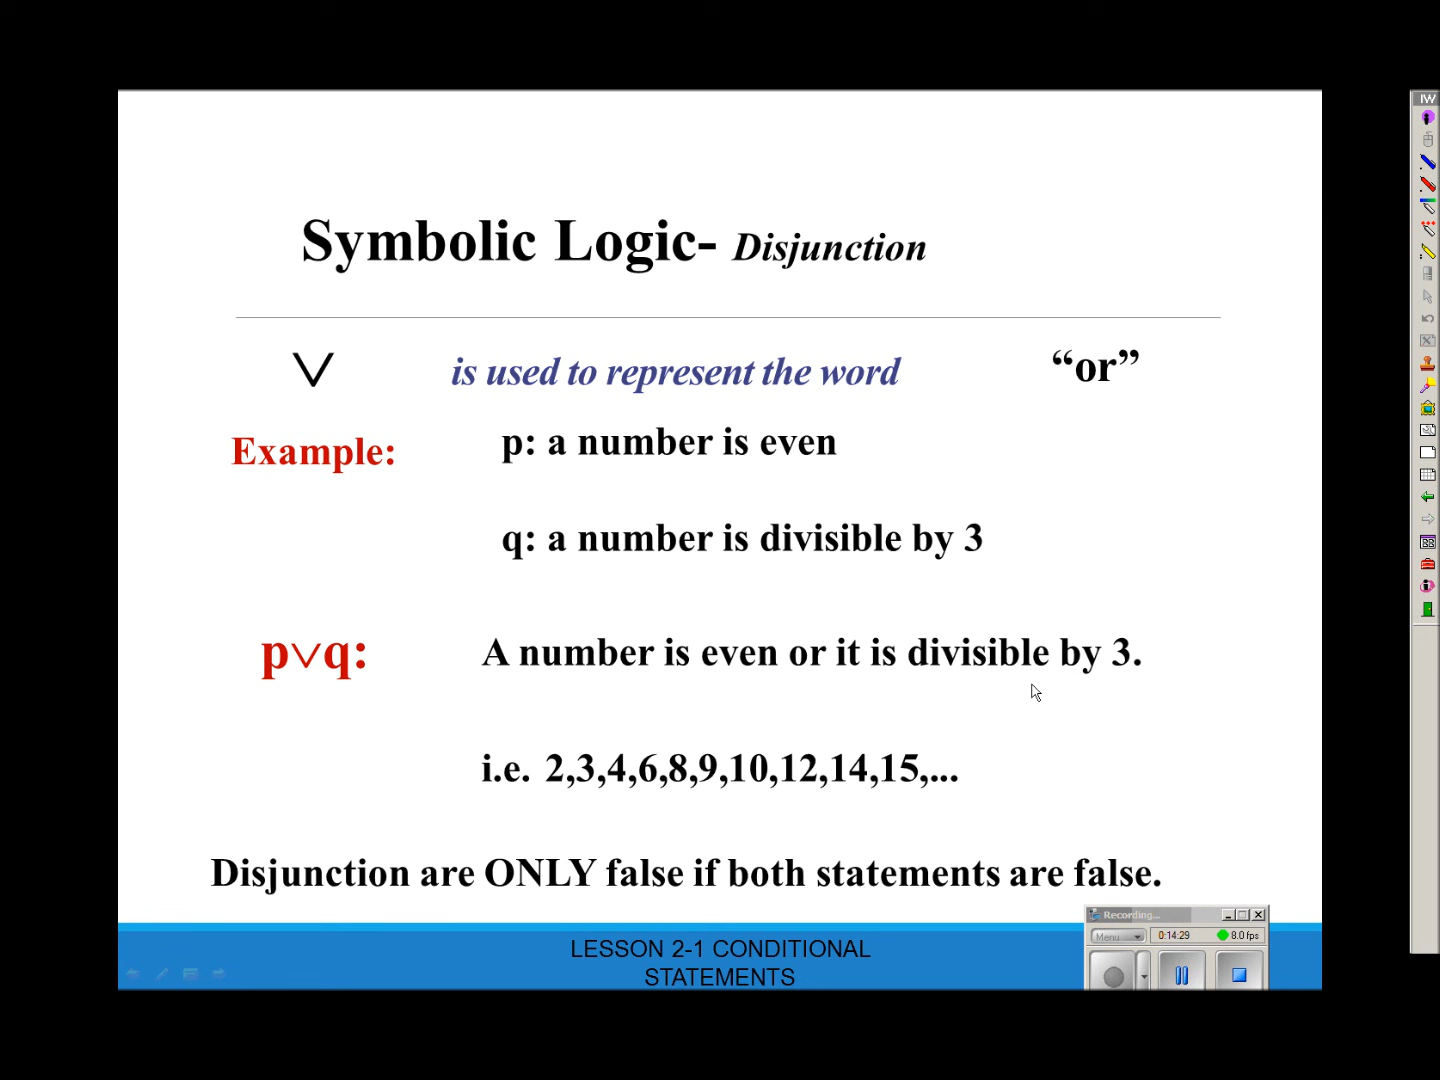 IW
Symbolic Logic- Disjunction
∨ is used to represent the word “or”
Example: p: a number is even
q: a number is divisible by 3
p∨q: A number is even or it is divisible by 3.
i.e. 2,3,4,6,8,9,10,12,14,15,...
Disjunction are ONLY false if both statements are false.
LESSON 2-1 CONDITIONAL
STATEMENTS
Recording...
Menu 0:14:29 8.0 fps